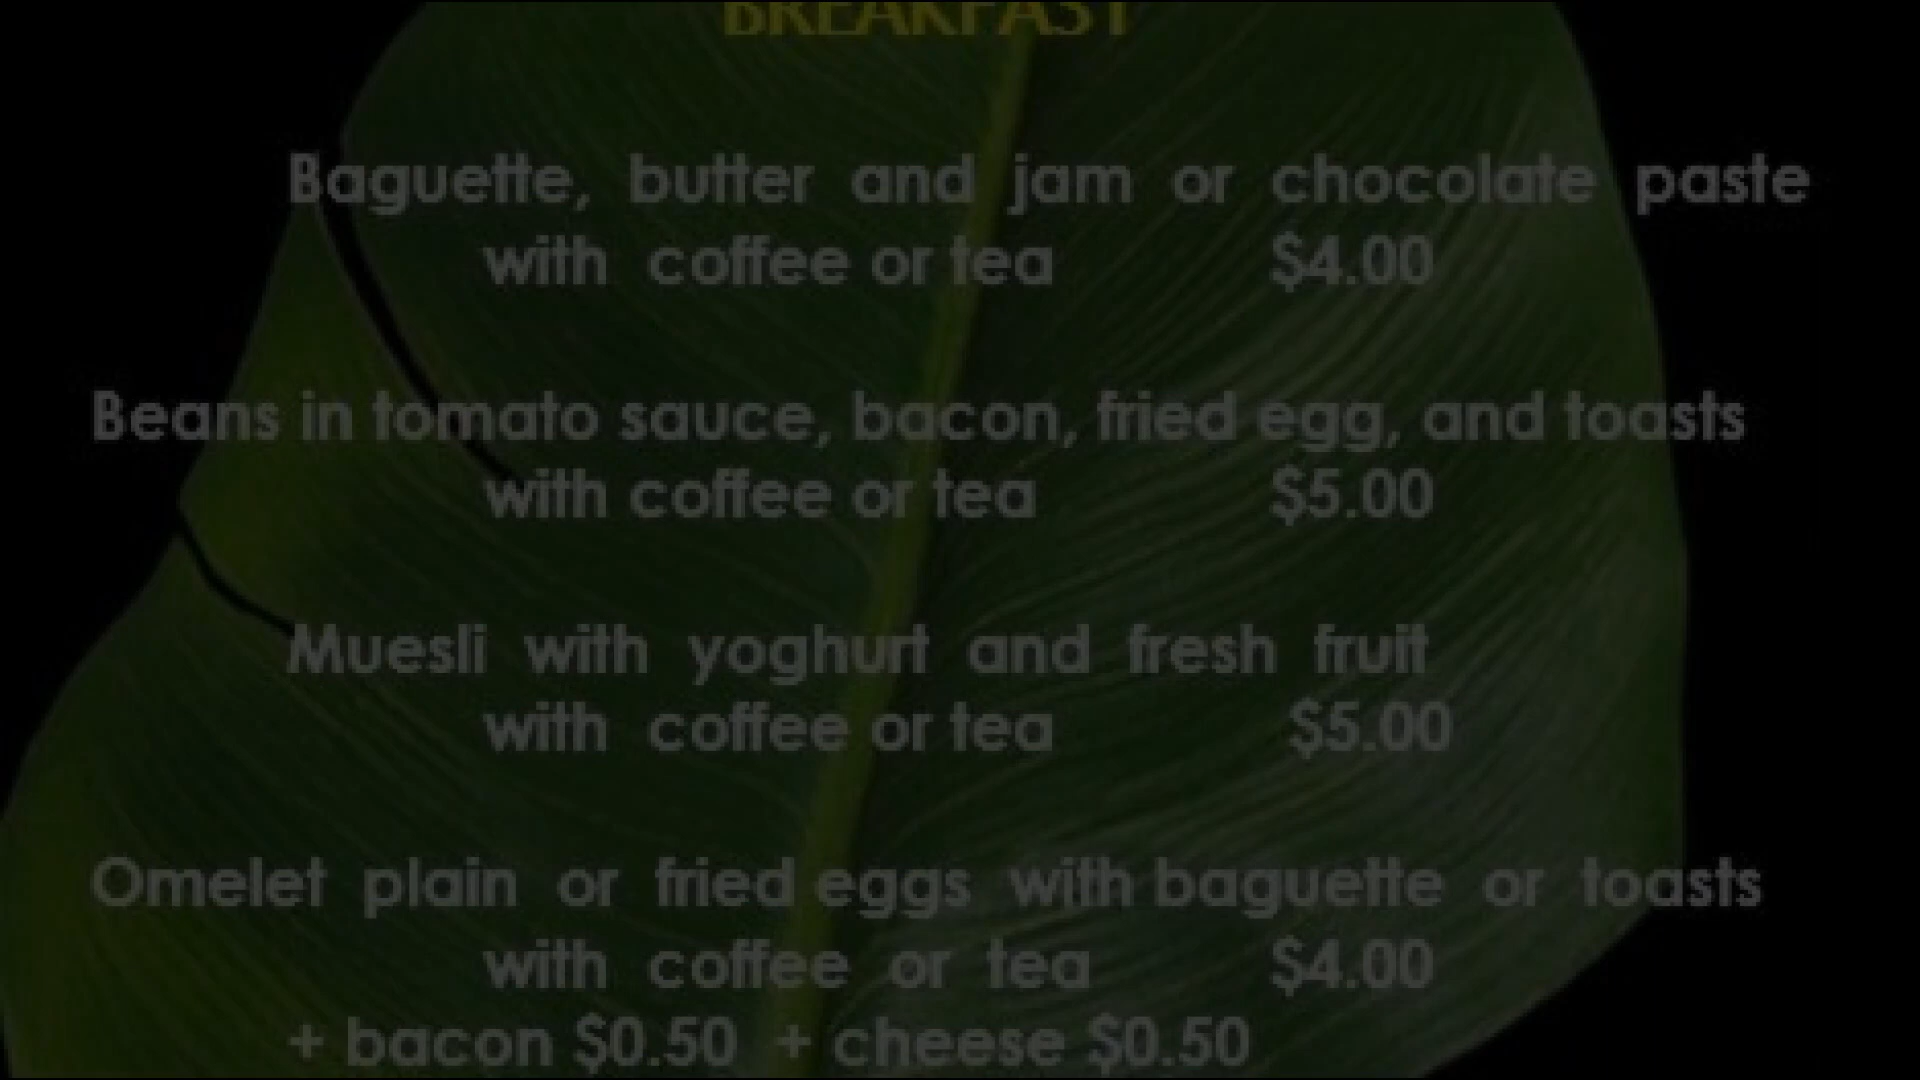 BREAKFAST
Baguette, butter and jam or chocolate paste
with coffee or tea $4.00
Beans in tomato sauce, bacon, fried egg, and toasts
with coffee or tea $5.00
Muesli with yoghurt and fresh fruit
with coffee or tea $5.00
Omelet plain or fried eggs with baguette or toasts
with coffee or tea $4.00
+ bacon $0.50 + cheese $0.50